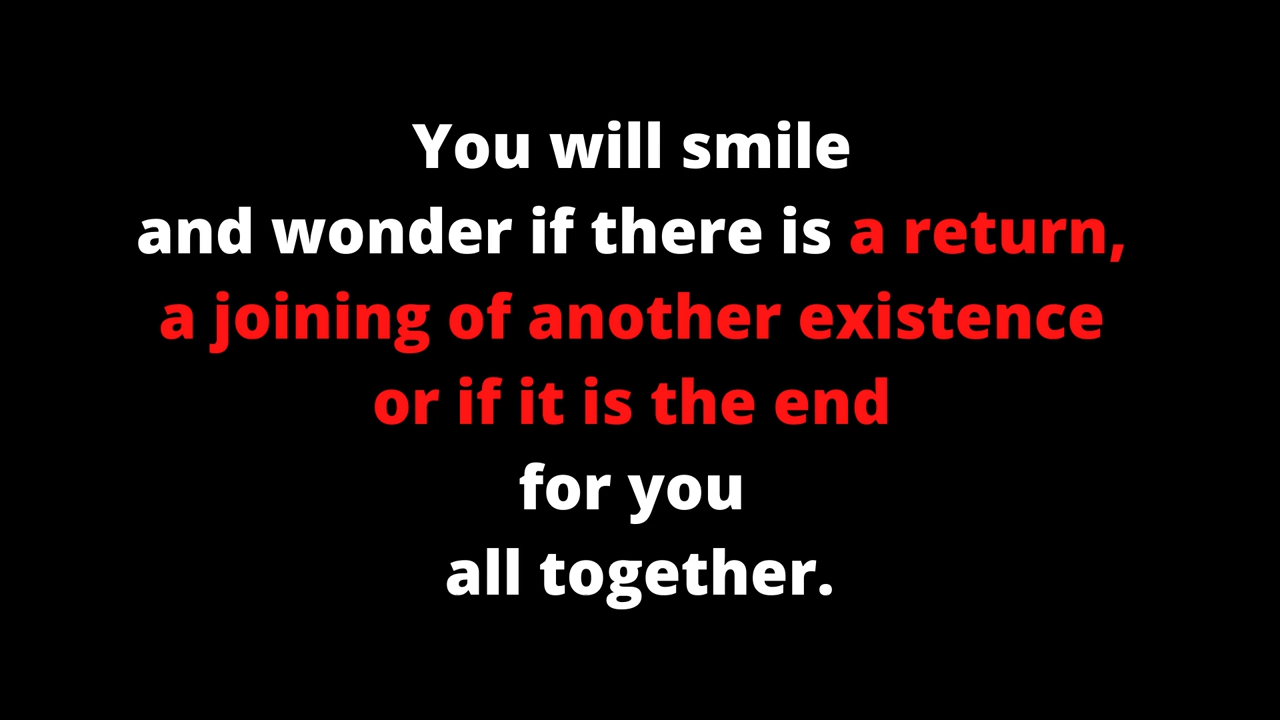 You will smile
and wonder if there is a return,
a joining of another existence
or if it is the end
for you
all together.